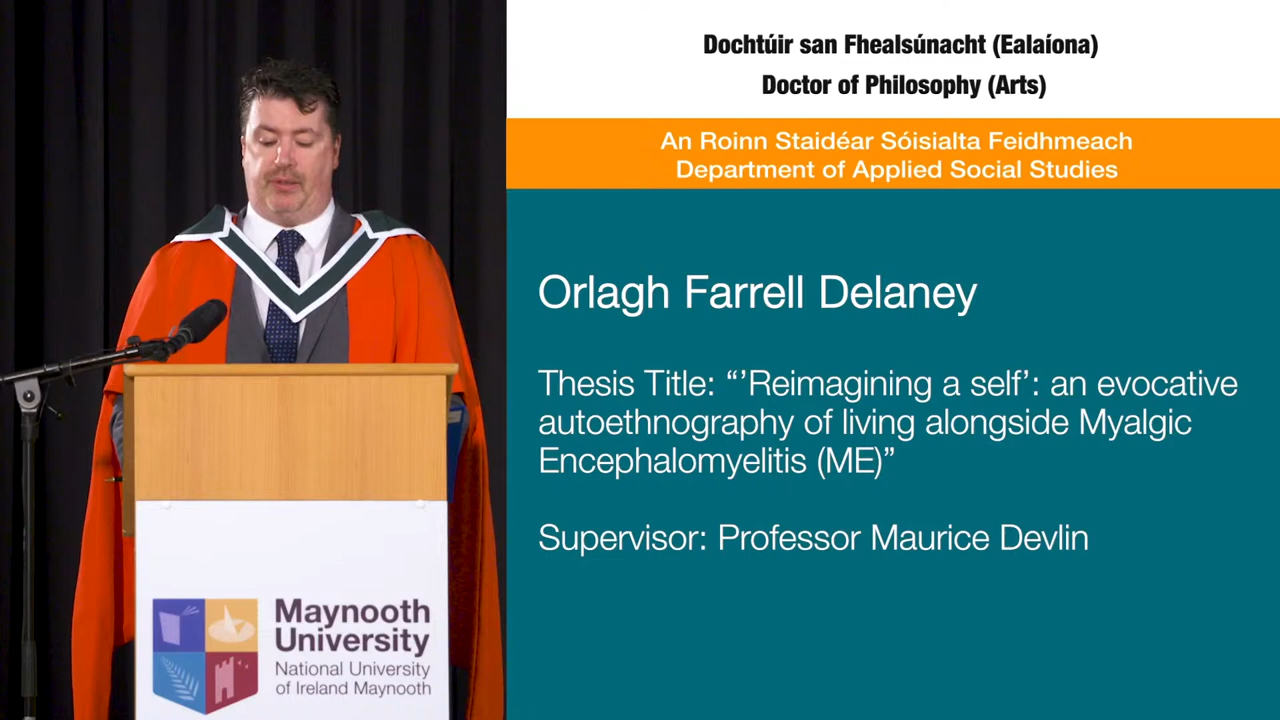 Dochtúir san Fhealsúnacht (Ealaíona)
Doctor of Philosophy (Arts)
An Roinn Staidéar Sóisialta Feidhmeach
Department of Applied Social Studies
Orlagh Farrell Delaney
Thesis Title: “’Reimagining a self’: an evocative
autoethnography of living alongside Myalgic
Encephalomyelitis (ME)”
Supervisor: Professor Maurice Devlin
Maynooth
University
National University
of Ireland Maynooth